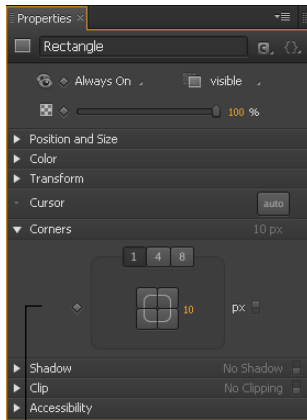 Properties ×
Rectangle C, {},
Always On visible
100 %
Position and Size
Color
Transform
Cursor auto
Corners 10 px
1 4 8
10 px
Shadow No Shadow
Clip No Clipping
Accessibility